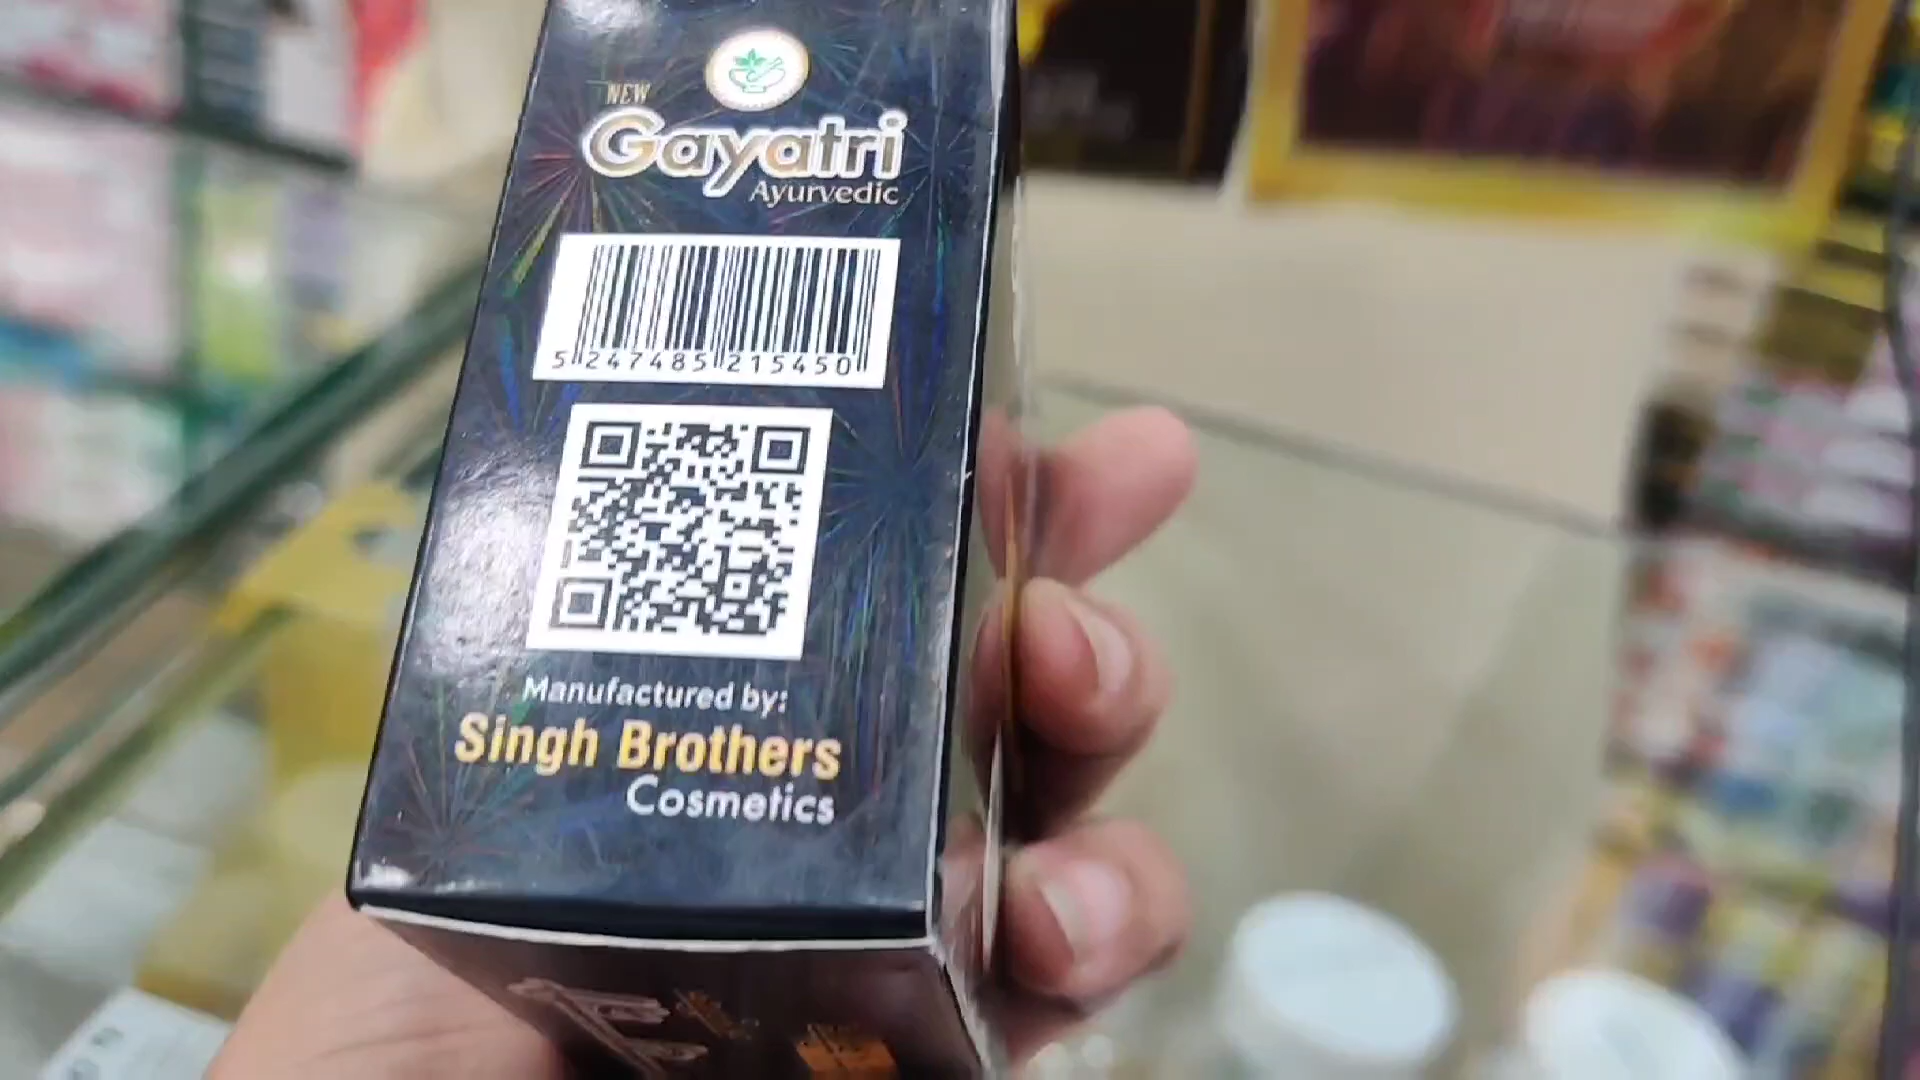 NEW
Gayatri
Ayurvedic
5 247485 215450
Manufactured by:
Singh Brothers
Cosmetics